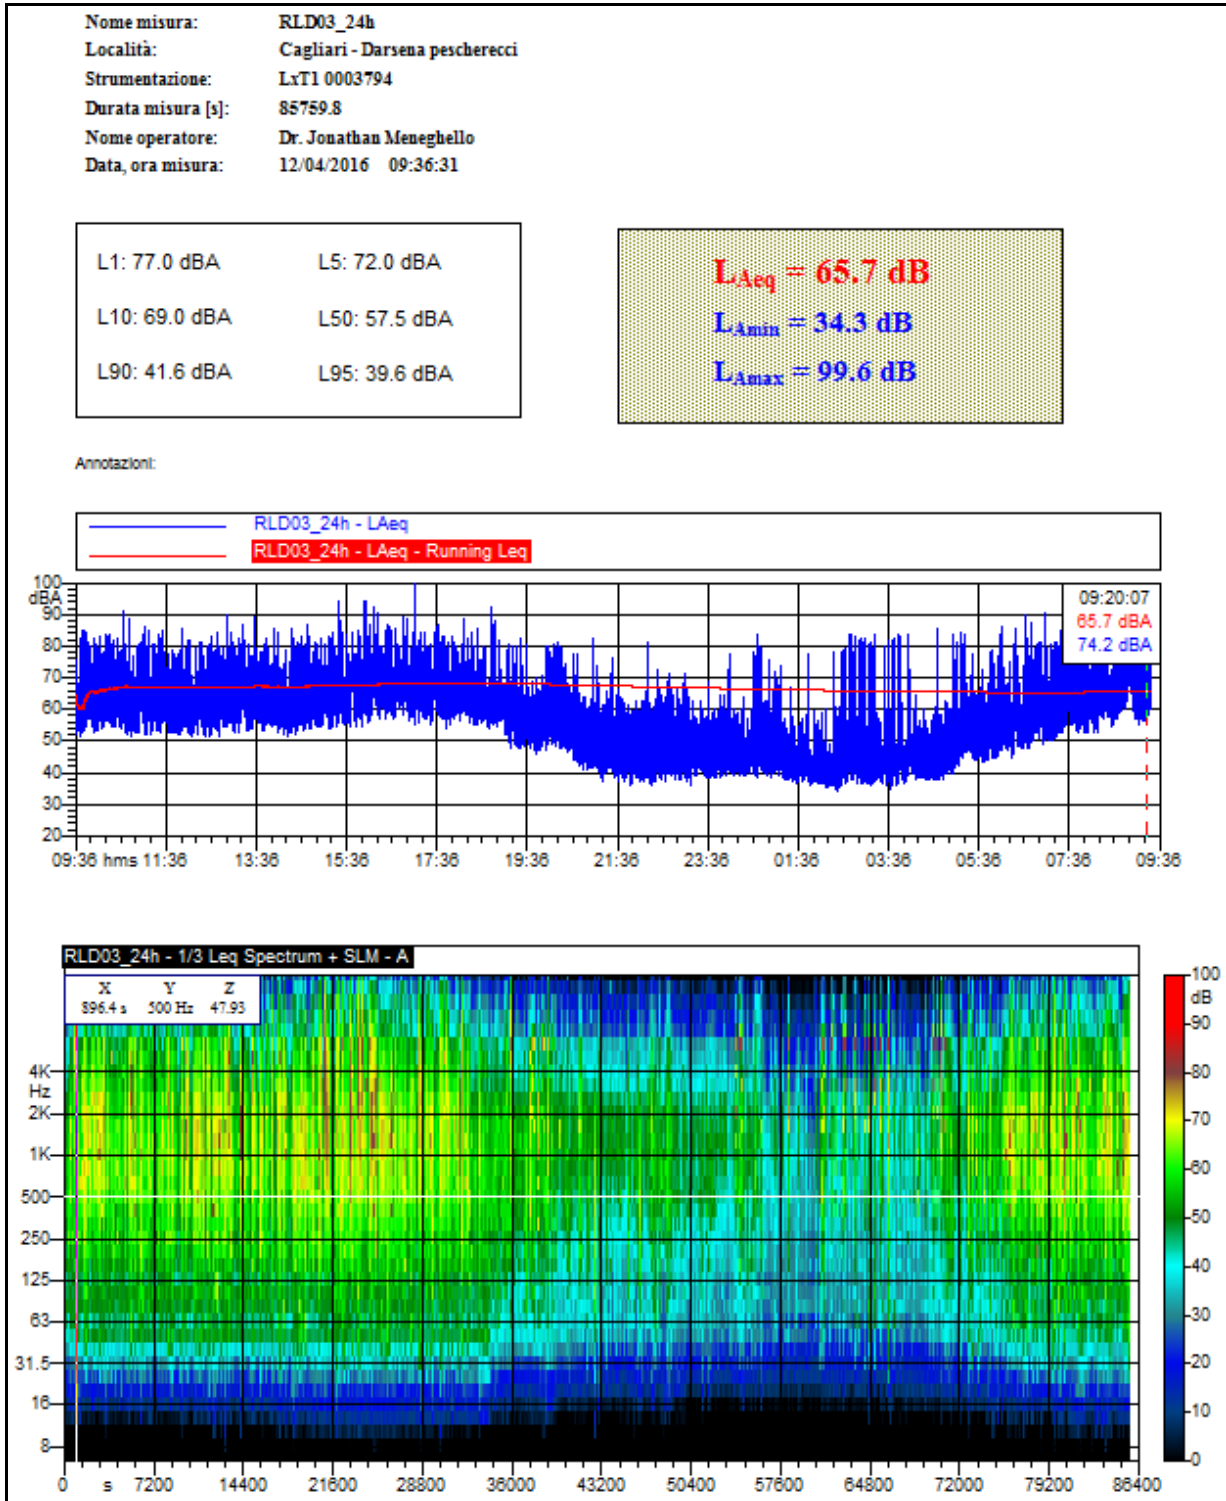 Nome misura: RLD03_24h
Località: Cagliari - Darsena pescherecci
Strumentazione: LxT1 0003794
Durata misura [s]: 85759.8
Nome operatore: Dr. Jonathan Meneghello
Data, ora misura: 12/04/2016 09:36:31
L1: 77.0 dBA L5: 72.0 dBA
L10: 69.0 dBA L50: 57.5 dBA
L90: 41.6 dBA L95: 39.6 dBA
LAeq = 65.7 dB
LAmin = 34.3 dB
LAmax = 99.6 dB
Annotazioni:
RLD03_24h - LAeq
RLD03_24h - LAeq - Running Leq
100
dBA
90
80
70
60
50
40
30
20
09:20:07
65.7 dBA
74.2 dBA
09:36 hms 11:36 13:36 15:36 17:36 19:36 21:36 23:36 01:36 03:36 05:36 07:36 09:36
RLD03_24h - 1/3 Leq Spectrum + SLM - A
X Y Z
896.4 s 500 Hz 47.93
4K
Hz
2K
1K
500
250
125
63
31.5
16
8
100
dB
90
80
70
60
50
40
30
20
10
0
0 s 7200 14400 21600 28800 36000 43200 50400 57600 64800 72000 79200 86400